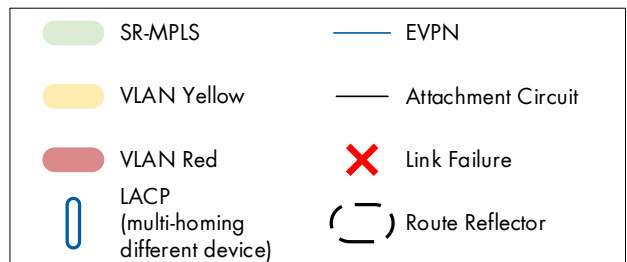 SR-MPLS
EVPN
VLAN Yellow
Attachment Circuit
VLAN Red
Link Failure
LACP
(multi-homing
different device)
Route Reflector